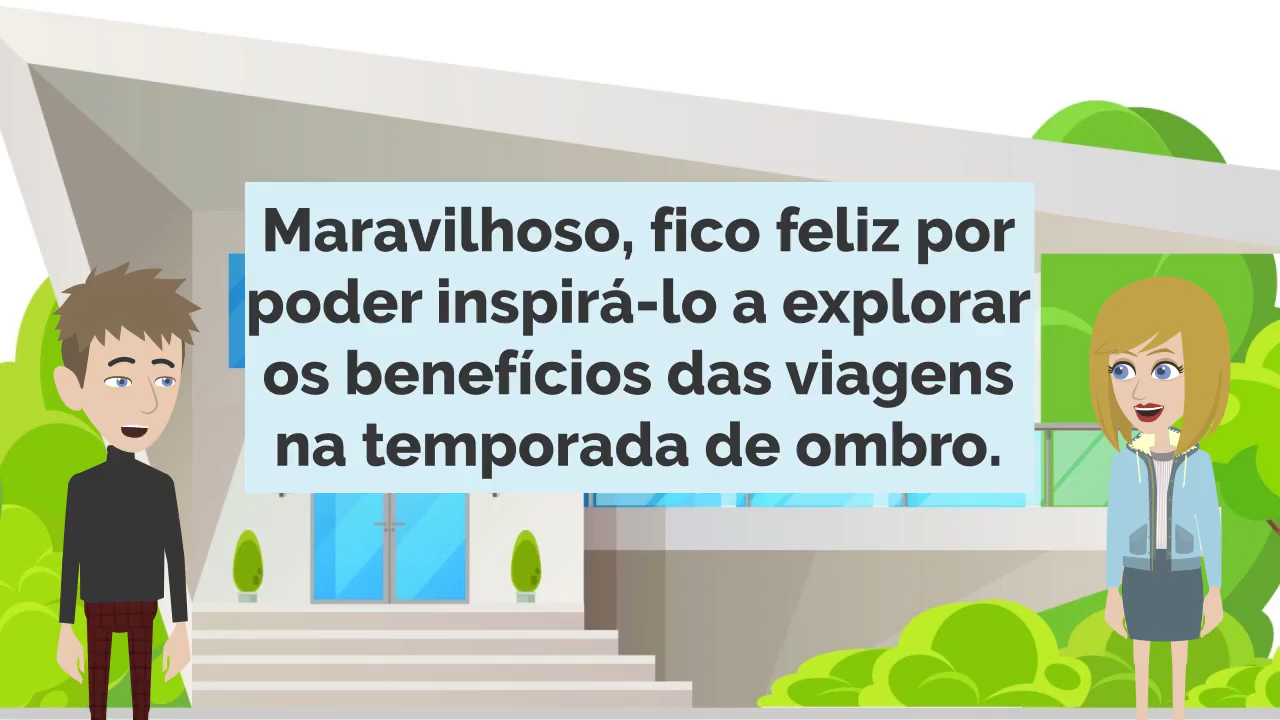 Maravilhoso, fico feliz por
poder inspirá-lo a explorar
os benefícios das viagens
na temporada de ombro.